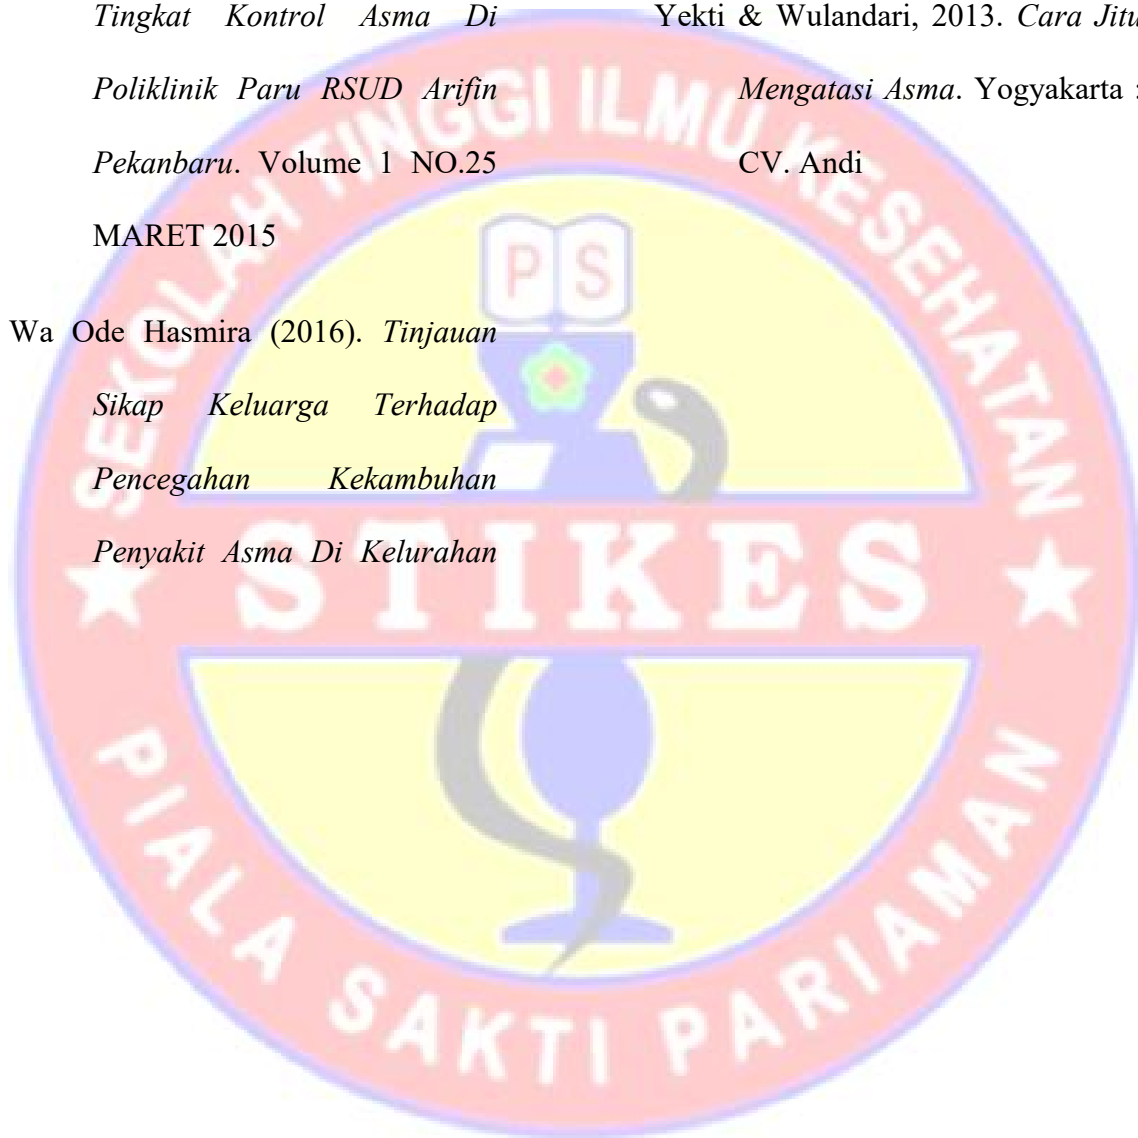 Tingkat Kontrol Asma Di
Poliklinik Paru RSUD Arifin
Pekanbaru. Volume 1 NO.25
MARET 2015
Wa Ode Hasmira (2016). Tinjauan
Sikap Keluarga Terhadap
Pencegahan Kekambuhan
Penyakit Asma Di Kelurahan
Yekti & Wulandari, 2013. Cara Jitu
Mengatasi Asma. Yogyakarta :
CV. Andi
SEKOLAH TINGGI ILMU KESEHATAN
P S
STIKES
PIALA SAKTI PARIAMAN